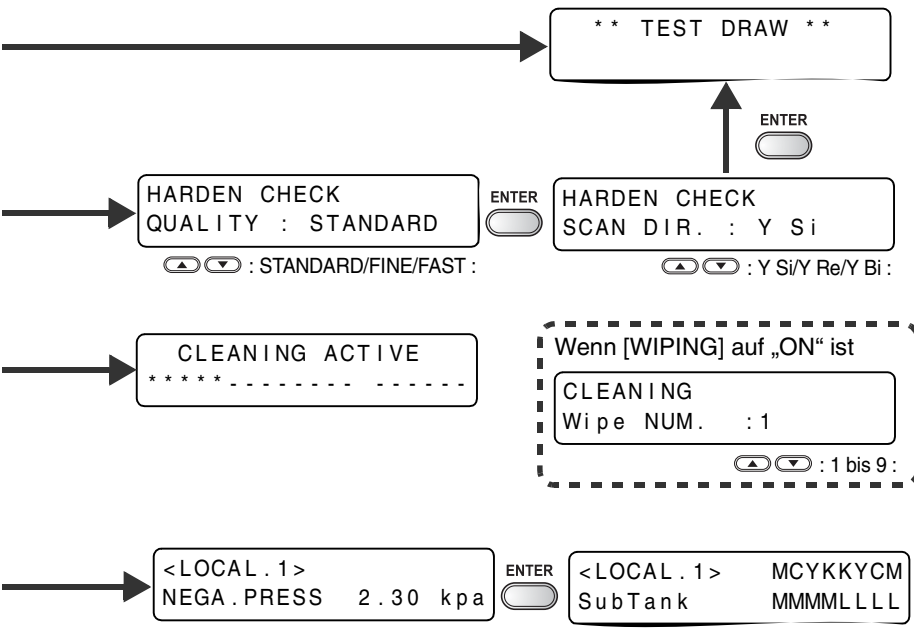 ** TEST DRAW **
ENTER
HARDEN CHECK
QUALITY : STANDARD
ENTER
HARDEN CHECK
SCAN DIR. : Y Si
: STANDARD/FINE/FAST :
: Y Si/Y Re/Y Bi :
CLEANING ACTIVE
*****-------- ------
Wenn [WIPING] auf „ON“ ist
CLEANING
Wipe NUM. :1
: 1 bis 9 :
<LOCAL.1>
NEGA.PRESS 2.30 kpa
ENTER
<LOCAL.1> MCYKKYCM
SubTank MMMMLLLL